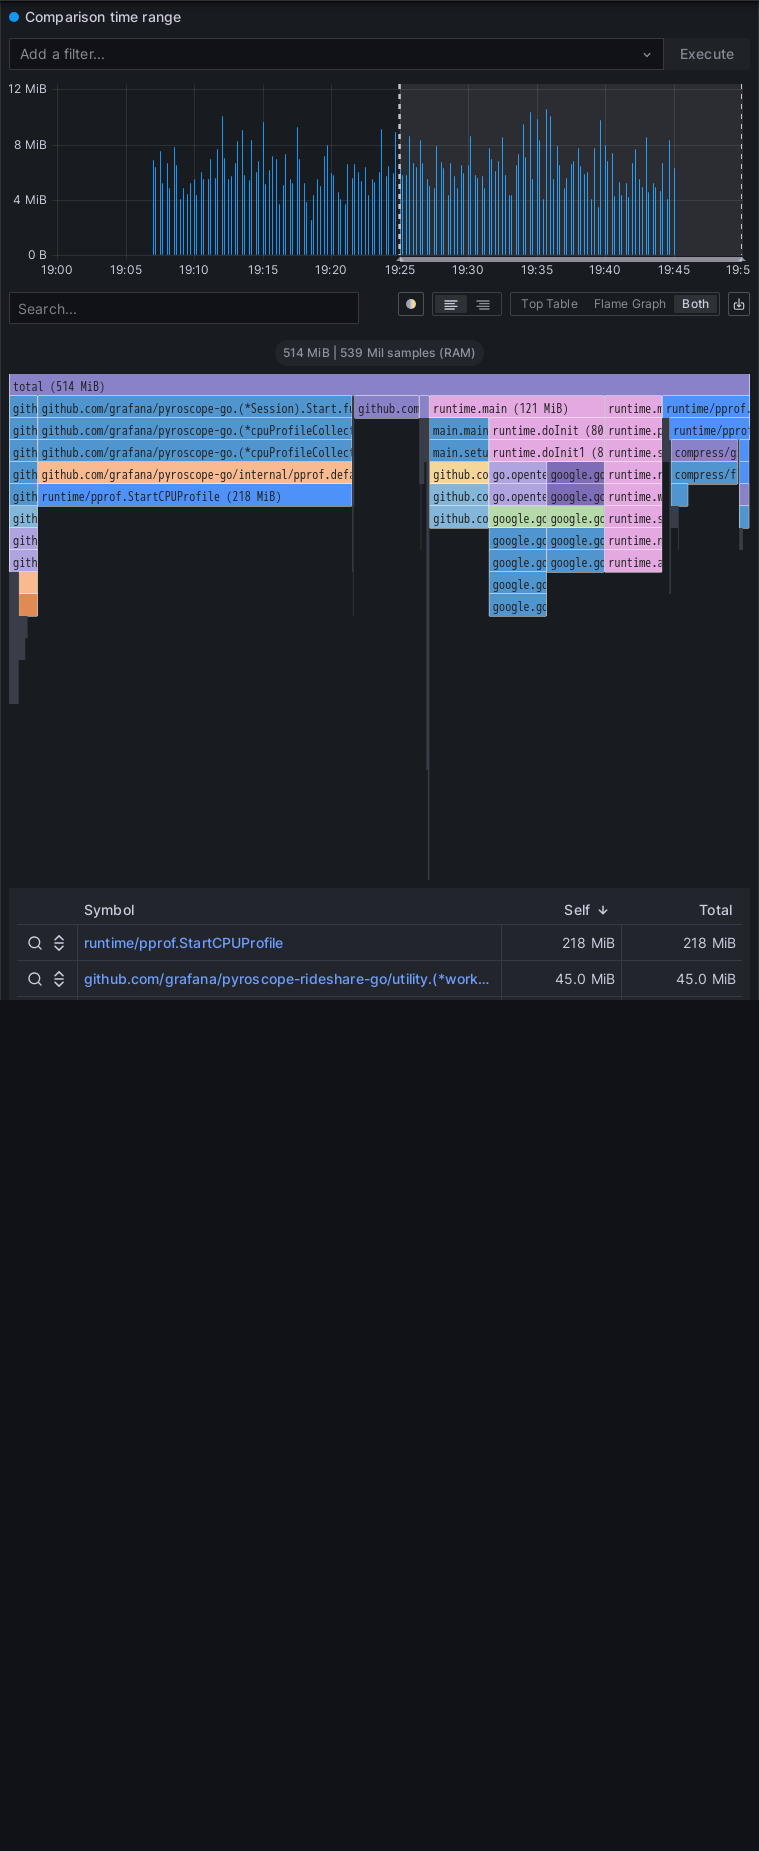 Comparison time range
Add a filter...
Execute
12 MiB
8 MiB
4 MiB
0 B
19:00 19:05 19:10 19:15 19:20 19:25 19:30 19:35 19:40 19:45 19:5
Search...
Top Table Flame Graph Both
514 MiB | 539 Mil samples (RAM)
total (514 MiB)
gith github.com/grafana/pyroscope-go.(*Session).Start.fu github.com runtime.main (121 MiB) runtime.m runtime/pprof.
gith github.com/grafana/pyroscope-go.(*cpuProfileCollect main.main runtime.doInit (80 runtime.p runtime/pprof
gith github.com/grafana/pyroscope-go.(*cpuProfileCollect main.setu runtime.doInit1 (8 runtime.s compress/g
gith github.com/grafana/pyroscope-go/internal/pprof.defa github.co go.opente google.go runtime.r compress/f
gith runtime/pprof.StartCPUProfile (218 MiB) github.co go.opente google.go runtime.w
gith github.co google.go google.go runtime.s
gith google.go google.go runtime.n
gith google.go google.go runtime.a
google.go
google.go
Symbol Self Total
runtime/pprof.StartCPUProfile 218 MiB 218 MiB
github.com/grafana/pyroscope-rideshare-go/utility.(*work... 45.0 MiB 45.0 MiB